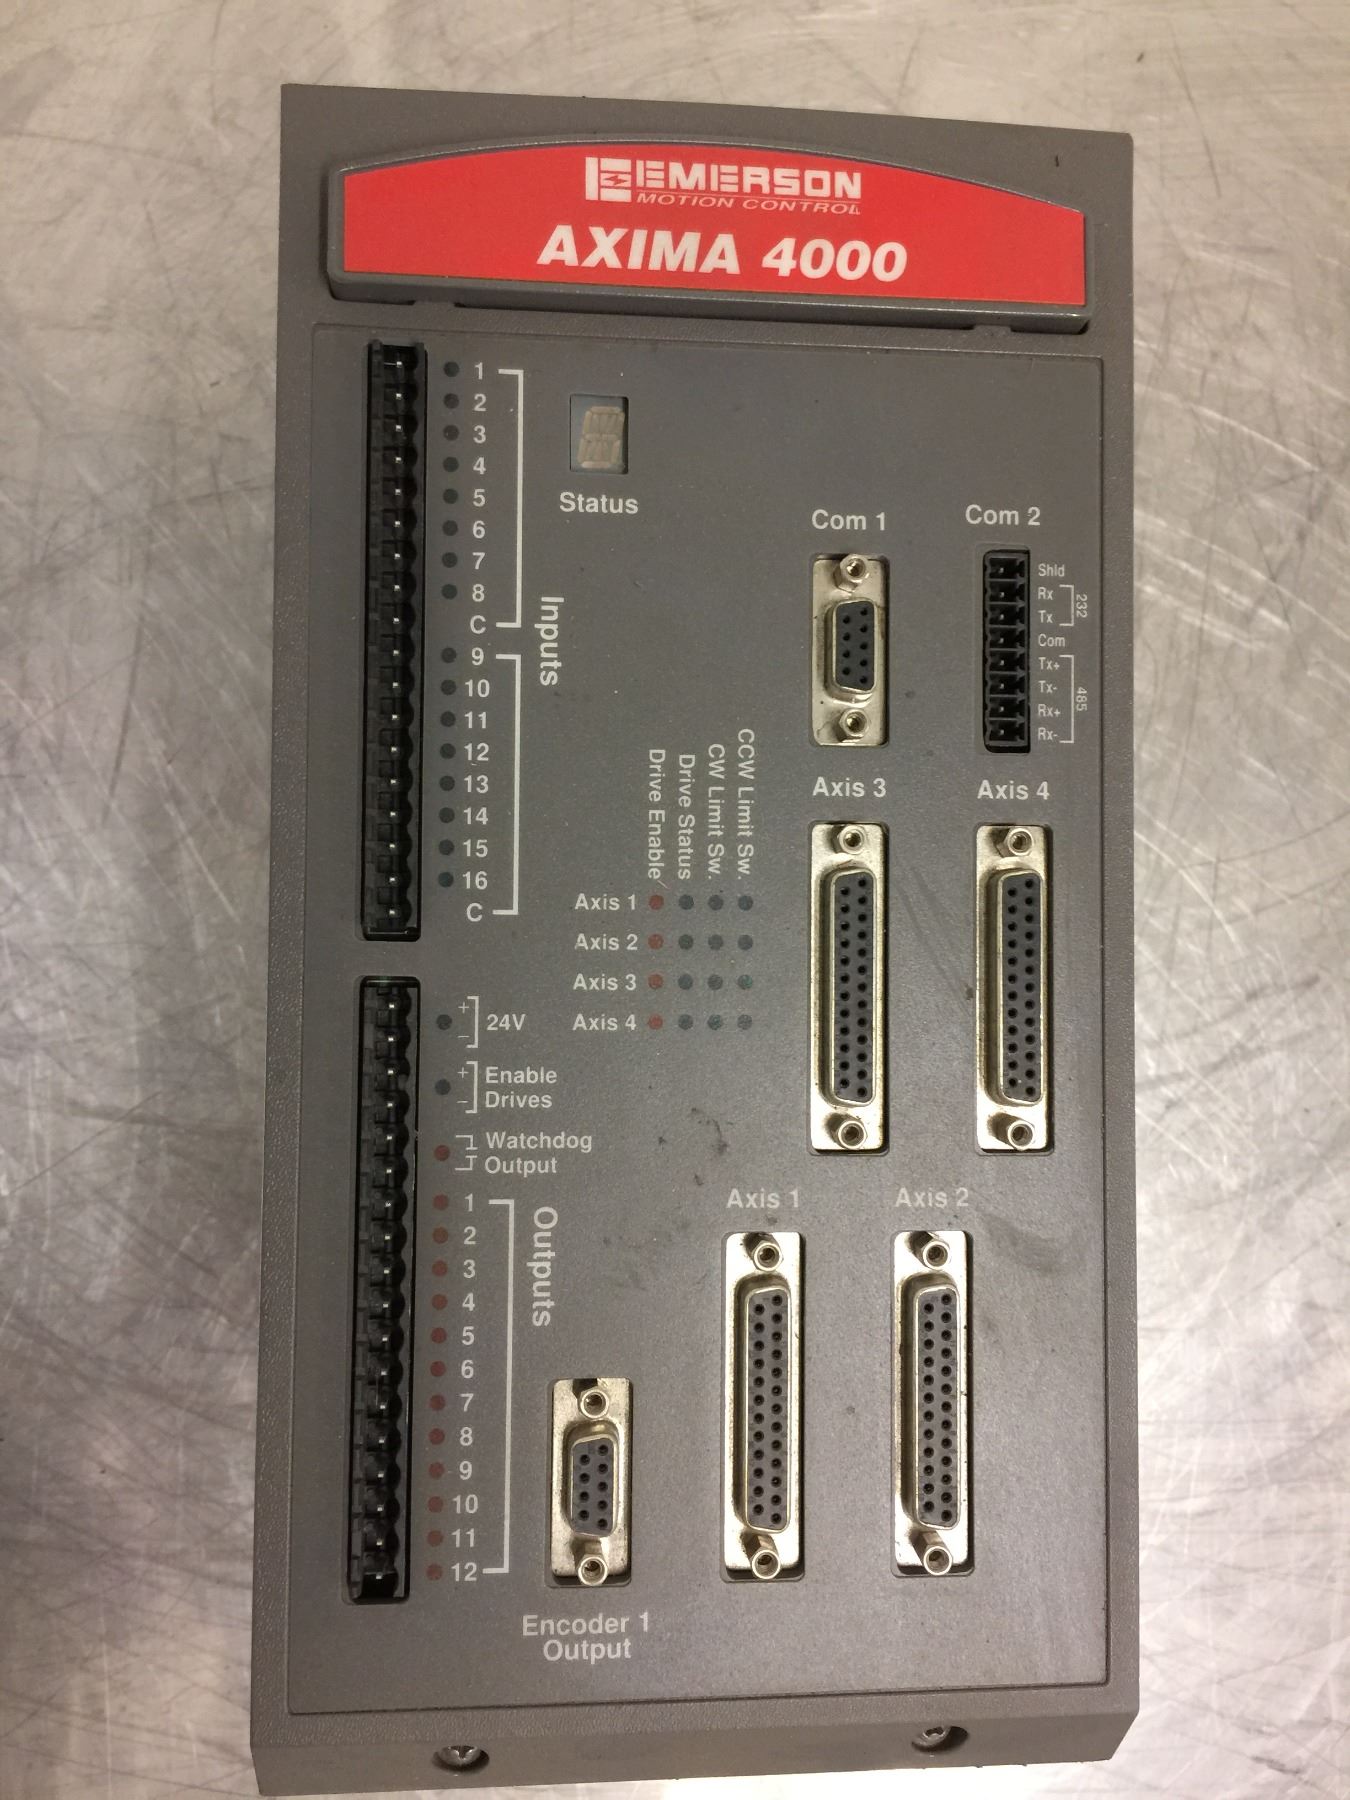 EMERSON
MOTION CONTROL
AXIMA 4000
1
2
3
4
5
6
7
8
C
9
10
11
12
13
14
15
16
C
Inputs
Status
Com 1
Com 2
Shld
Rx
Tx
232
Com
Tx+
Tx-
Rx+
Rx-
485
Drive Enable
Drive Status
CW Limit Sw.
CCW Limit Sw.
Axis 1
Axis 2
Axis 3
Axis 4
Axis 3
Axis 4
+
-
24V
+
-
Enable
Drives
Watchdog
Output
1
2
3
4
5
6
7
8
9
10
11
12
Outputs
Axis 1
Axis 2
Encoder 1
Output